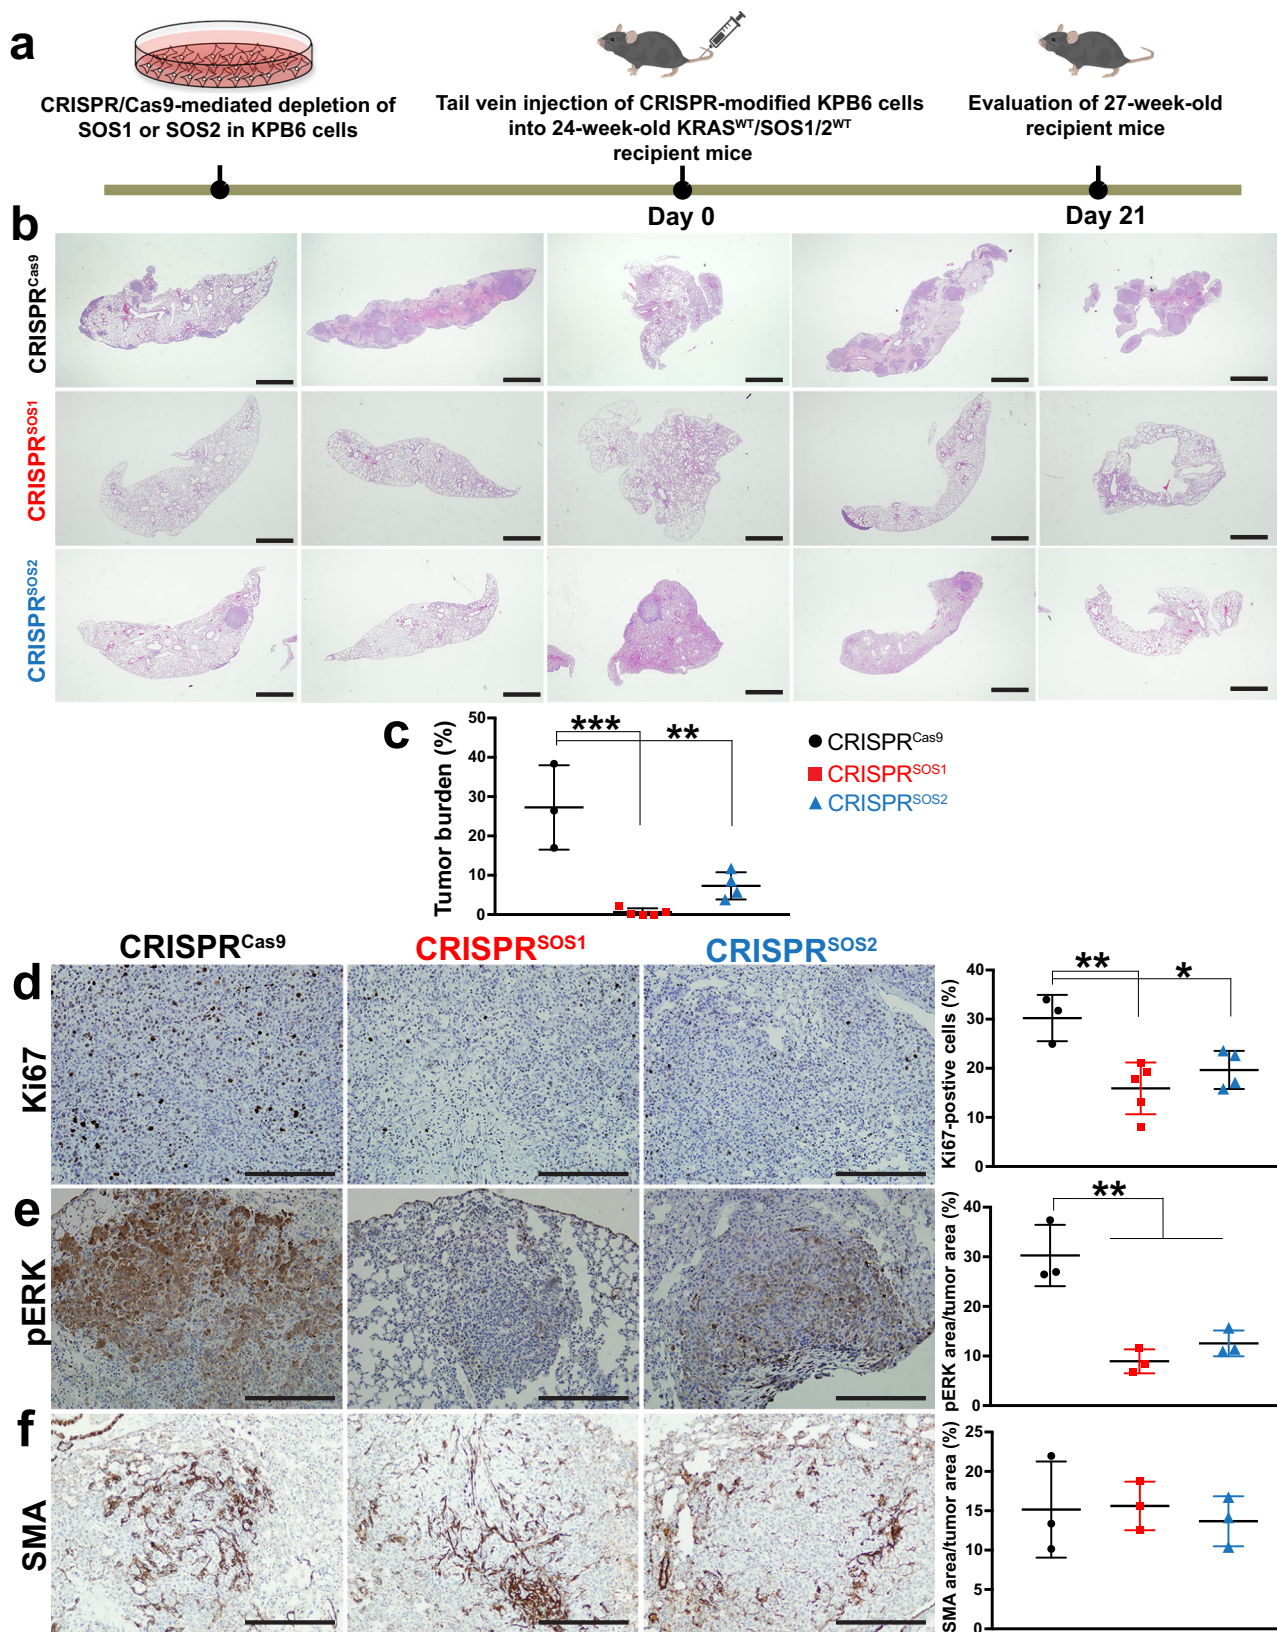 a
CRISPR/Cas9-mediated depletion of
SOS1 or SOS2 in KPB6 cells
Tail vein injection of CRISPR-modified KPB6 cells
into 24-week-old KRASWT/SOS1/2WT
recipient mice
Evaluation of 27-week-old
recipient mice
Day 0
Day 21
b
CRISPRCas9
CRISPRSOS1
CRISPRSOS2
c
Tumor burden (%)
50
40
30
20
10
0
***
**
CRISPRCas9
CRISPRSOS1
CRISPRSOS2
CRISPRCas9
CRISPRSOS1
CRISPRSOS2
d
Ki67
Ki67-postive cells (%)
40
30
20
10
0
**
*
e
pERK
pERK area/tumor area (%)
40
30
20
10
0
**
f
SMA
SMA area/tumor area (%)
25
20
15
10
5
0